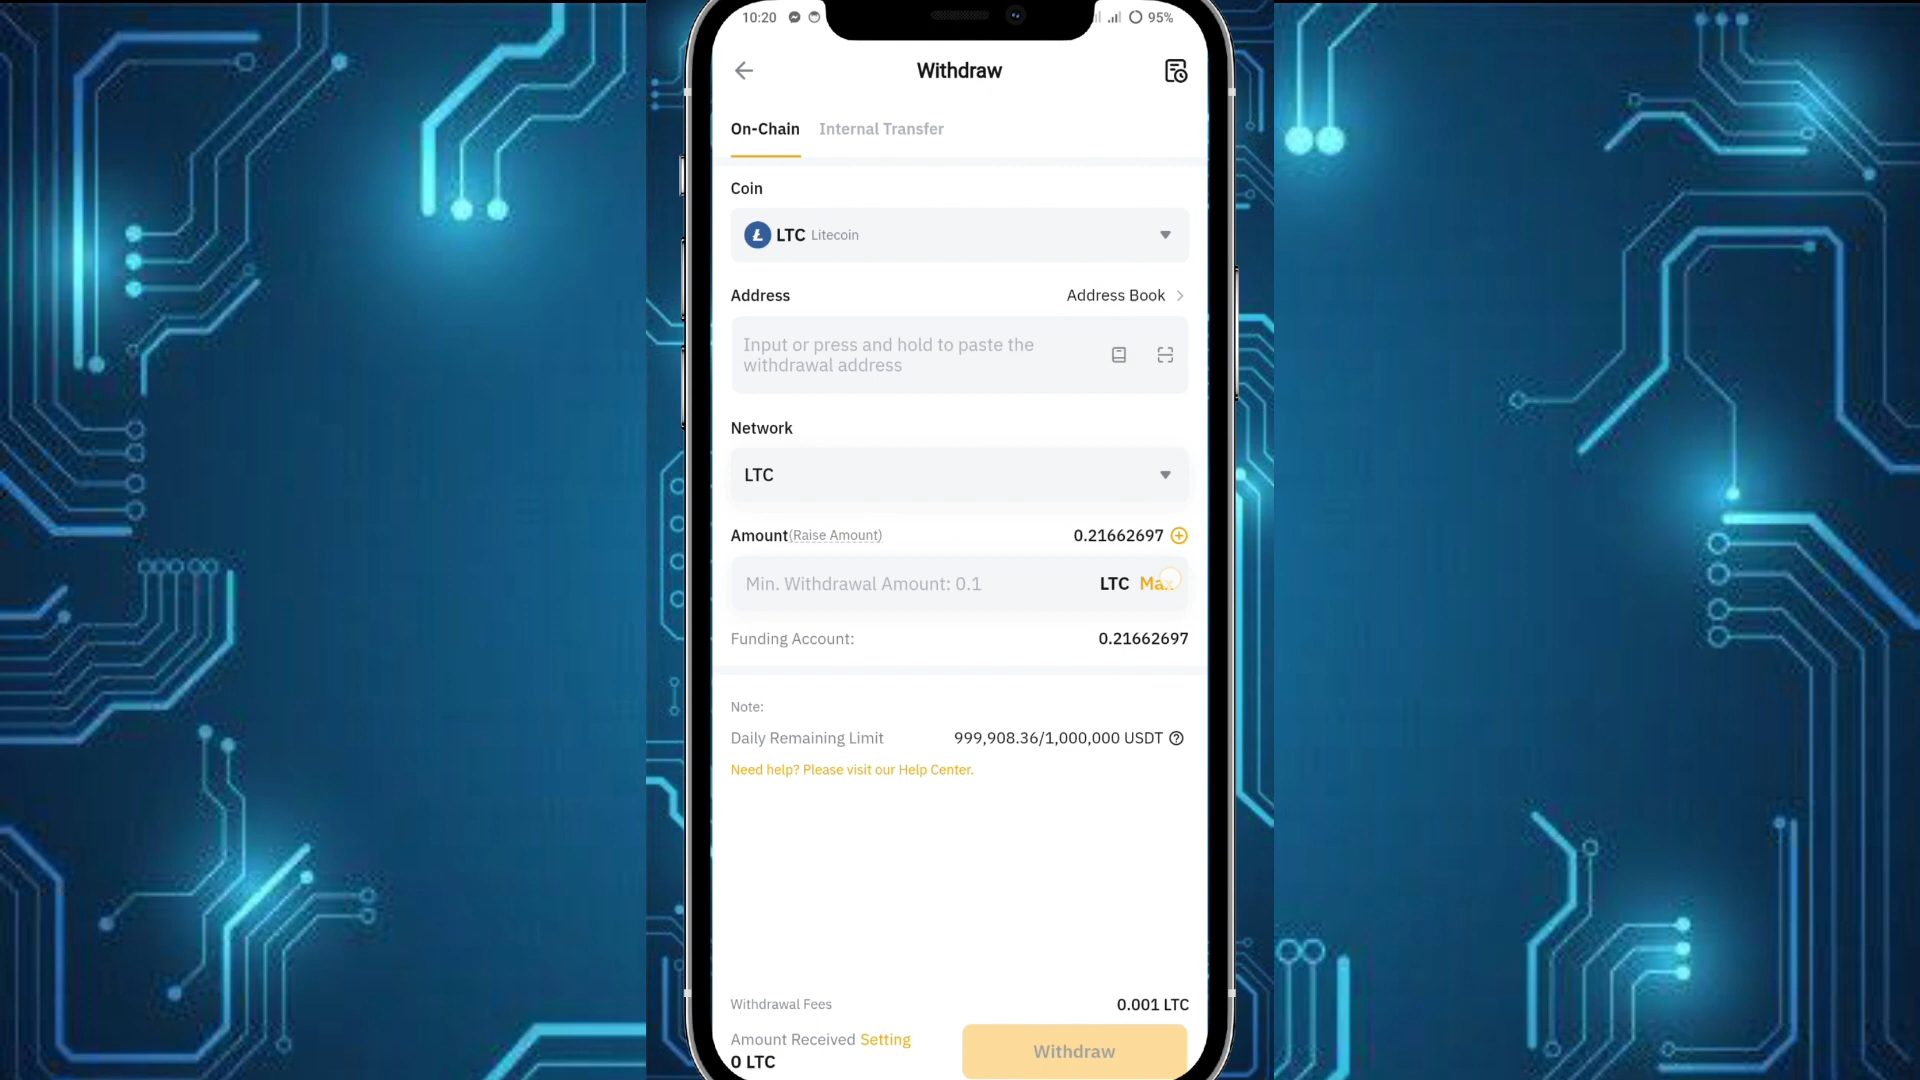 10:20 95%
Withdraw
On-Chain Internal Transfer
Coin
LTC Litecoin
Address Address Book
Input or press and hold to paste the
withdrawal address
Network
LTC
Amount(Raise Amount) 0.21662697
Min. Withdrawal Amount: 0.1 LTC Max
Funding Account: 0.21662697
Note:
Daily Remaining Limit 999,908.36/1,000,000 USDT
Need help? Please visit our Help Center.
Withdrawal Fees 0.001 LTC
Amount Received Setting
0 LTC
Withdraw